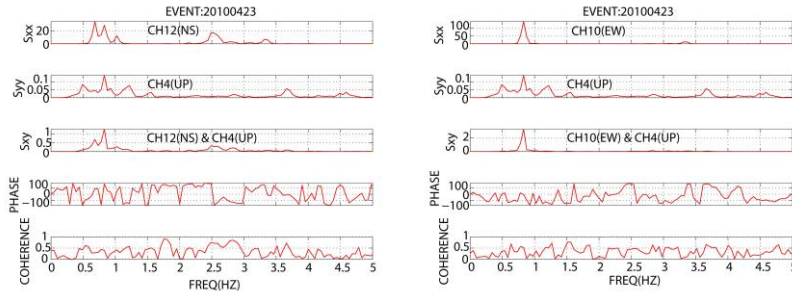 EVENT:20100423
Sxx
20
0
CH12(NS)
Syy
0.1
0.05
0
CH4(UP)
Sxy
1
0.5
0
CH12(NS) & CH4(UP)
PHASE
100
0
-100
COHERENCE
1
0.5
0
0 0.5 1 1.5 2 2.5 3 3.5 4 4.5 5
FREQ(HZ)
EVENT:20100423
Sxx
100
50
0
CH10(EW)
Syy
0.1
0.05
0
CH4(UP)
Sxy
2
0
CH10(EW) & CH4(UP)
PHASE
100
0
-100
COHERENCE
1
0.5
0
0 0.5 1 1.5 2 2.5 3 3.5 4 4.5 5
FREQ(HZ)